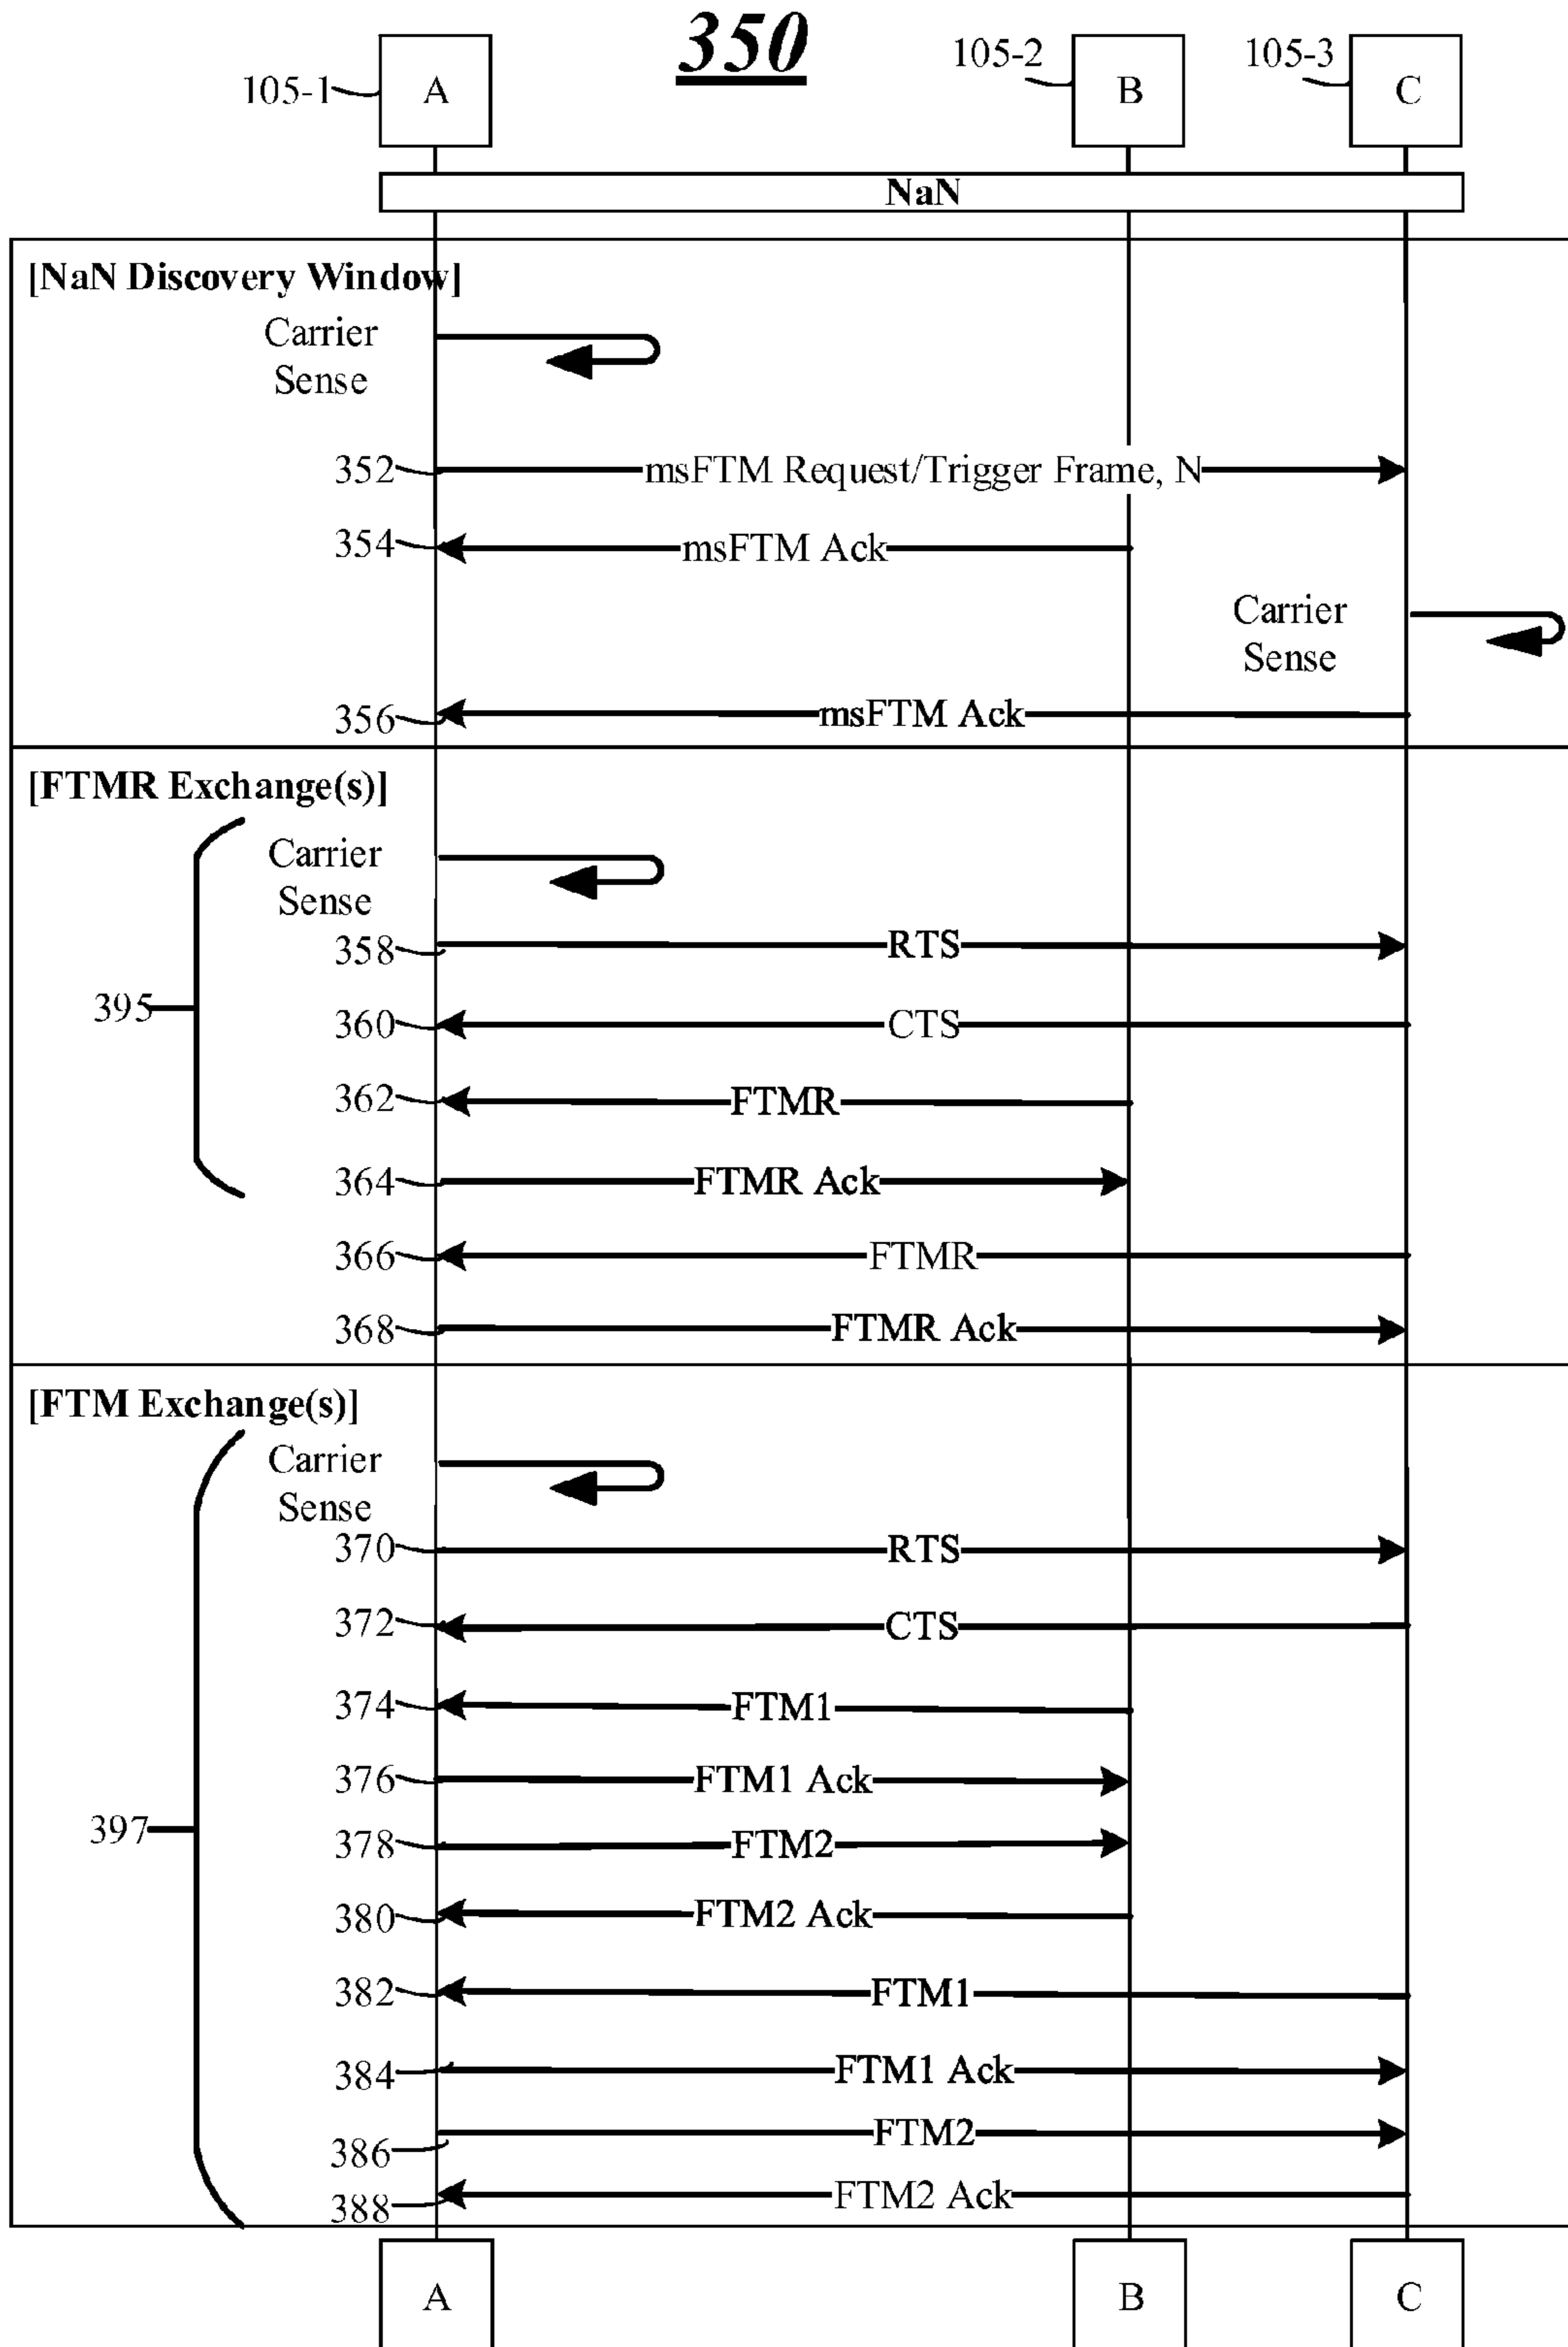 350
105-1
A
105-2
B
105-3
C
NaN
[NaN Discovery Window]
Carrier
Sense
352
msFTM Request/Trigger Frame, N
354
msFTM Ack
Carrier
Sense
356
msFTM Ack
[FTMR Exchange(s)]
Carrier
Sense
358
RTS
395
360
CTS
362
FTMR
364
FTMR Ack
366
FTMR
368
FTMR Ack
[FTM Exchange(s)]
Carrier
Sense
370
RTS
372
CTS
374
FTM1
376
FTM1 Ack
397
378
FTM2
380
FTM2 Ack
382
FTM1
384
FTM1 Ack
386
FTM2
388
FTM2 Ack
A
B
C